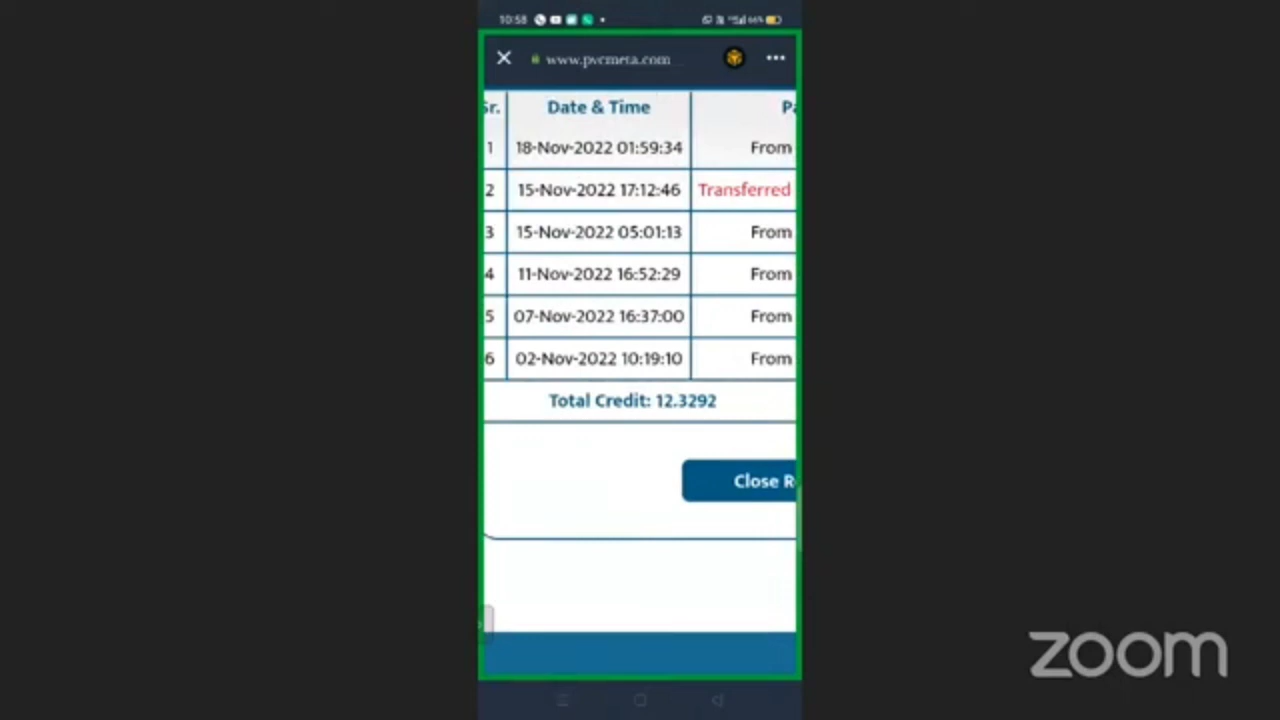 10:58
www.pvcmeta.com
Sr. Date & Time Pa
1 18-Nov-2022 01:59:34 From
2 15-Nov-2022 17:12:46 Transferred
3 15-Nov-2022 05:01:13 From
4 11-Nov-2022 16:52:29 From
5 07-Nov-2022 16:37:00 From
6 02-Nov-2022 10:19:10 From
Total Credit: 12.3292
Close R
zoom